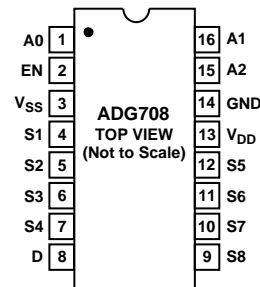 A0 1 16 A1
EN 2 15 A2
VSS 3 14 GND
ADG708
S1 4 TOP VIEW 13 VDD
S2 5 (Not to Scale) 12 S5
S3 6 11 S6
S4 7 10 S7
D 8 9 S8